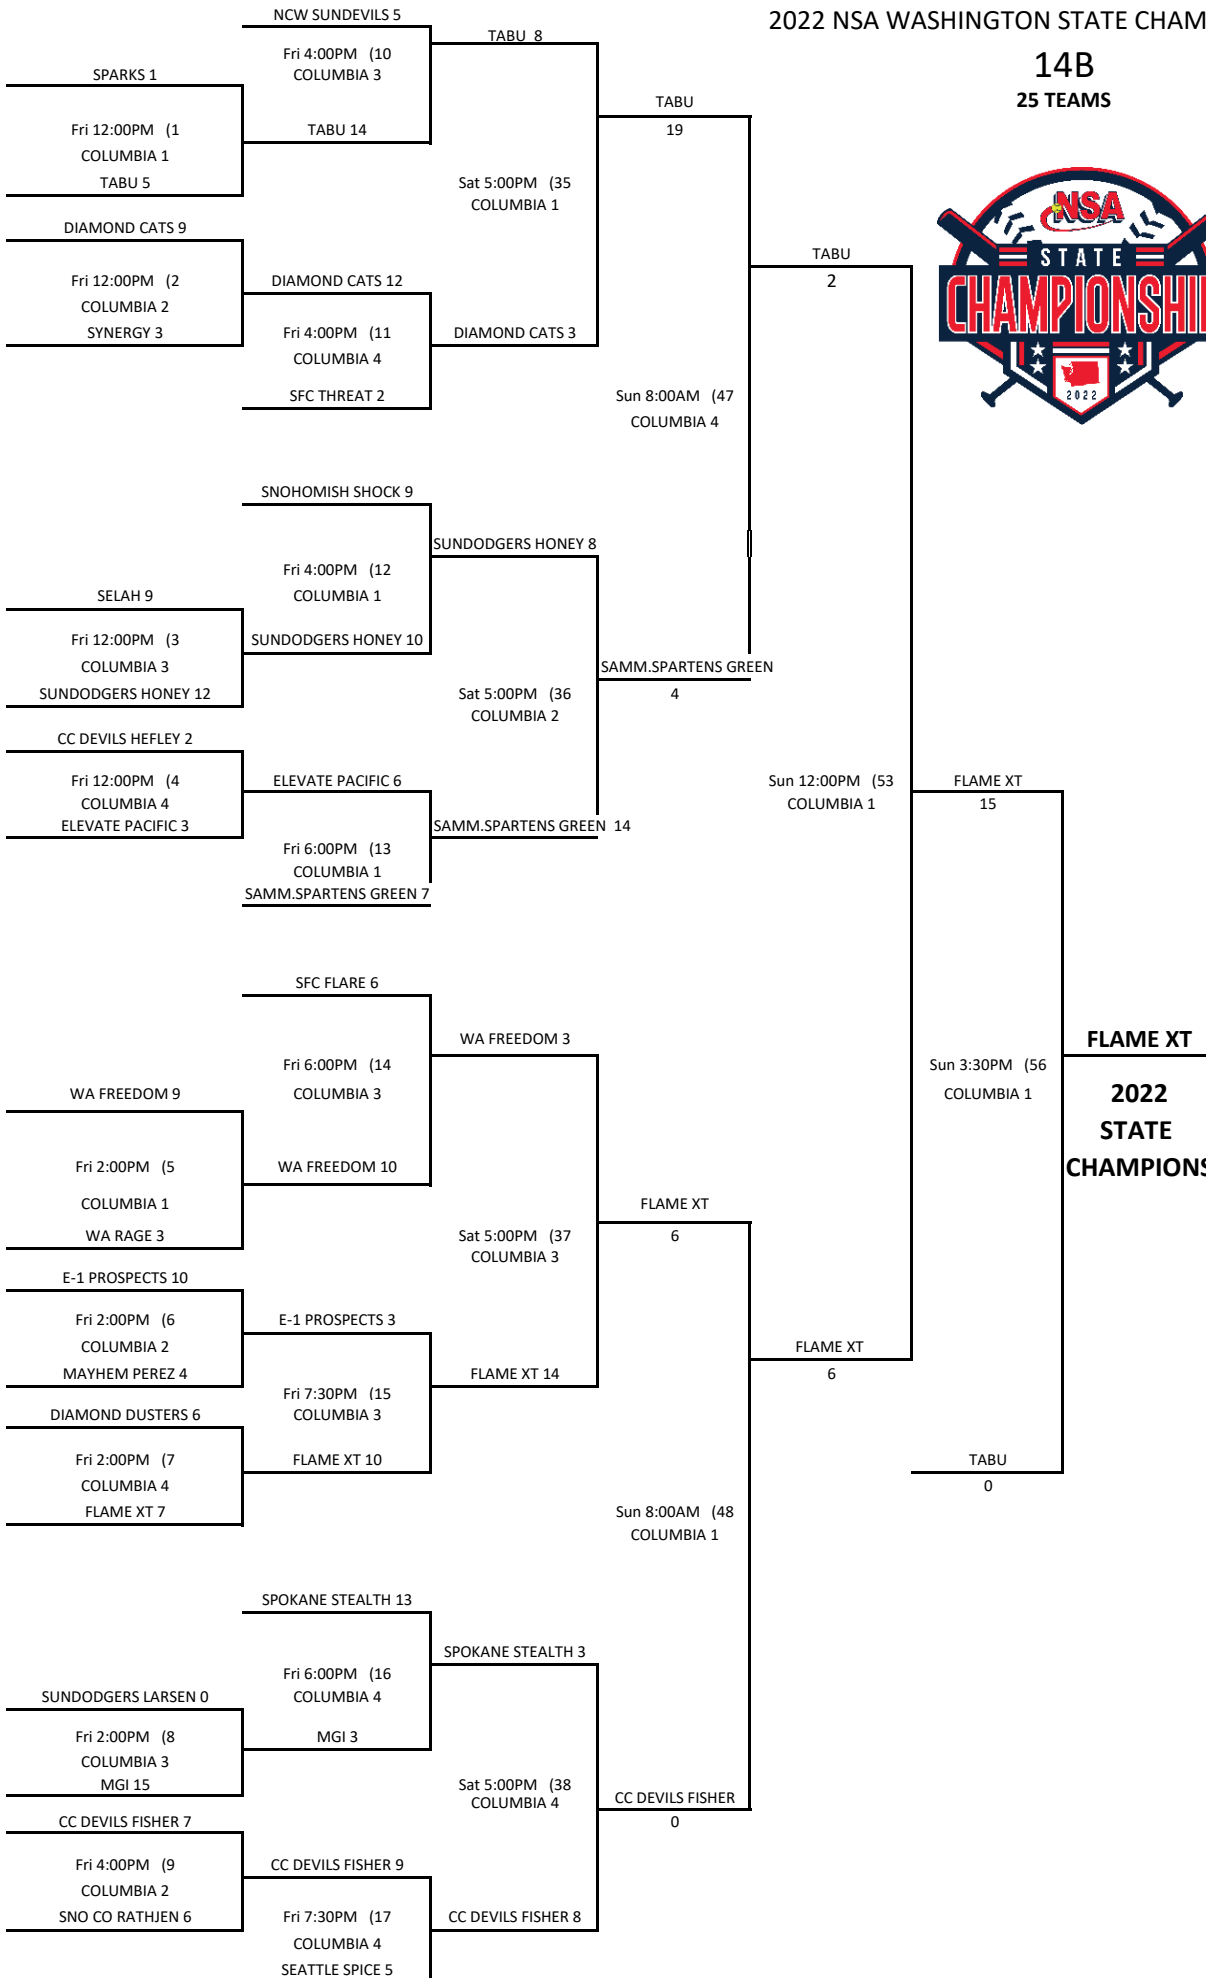 NCW SUNDEVILS 5
2022 NSA WASHINGTON STATE CHAM
TABU  8
Fri 4:00PM  (10
COLUMBIA 3
14B
SPARKS 1
25 TEAMS
TABU
Fri 12:00PM  (1
TABU 14
19
COLUMBIA 1
TABU 5
Sat 5:00PM  (35
COLUMBIA 1
NSA
STATE
CHAMPIONSHI
2022
DIAMOND CATS 9
TABU
Fri 12:00PM  (2
DIAMOND CATS 12
2
COLUMBIA 2
SYNERGY 3
Fri 4:00PM  (11
DIAMOND CATS 3
COLUMBIA 4
SFC THREAT 2
Sun 8:00AM  (47
COLUMBIA 4
SNOHOMISH SHOCK 9
SUNDODGERS HONEY 8
Fri 4:00PM  (12
COLUMBIA 1
SELAH 9
Fri 12:00PM  (3
SUNDODGERS HONEY 10
COLUMBIA 3
SAMM.SPARTENS GREEN
SUNDODGERS HONEY 12
Sat 5:00PM  (36
4
COLUMBIA 2
CC DEVILS HEFLEY 2
Fri 12:00PM  (4
ELEVATE PACIFIC 6
Sun 12:00PM  (53
FLAME XT
COLUMBIA 4
COLUMBIA 1
15
ELEVATE PACIFIC 3
SAMM.SPARTENS GREEN  14
Fri 6:00PM  (13
COLUMBIA 1
SAMM.SPARTENS GREEN 7
SFC FLARE 6
WA FREEDOM 3
FLAME XT
Fri 6:00PM  (14
Sun 3:30PM  (56
WA FREEDOM 9
COLUMBIA 3
COLUMBIA 1
2022
STATE
CHAMPIONS
Fri 2:00PM  (5
WA FREEDOM 10
COLUMBIA 1
FLAME XT
WA RAGE 3
Sat 5:00PM  (37
6
COLUMBIA 3
E-1 PROSPECTS 10
Fri 2:00PM  (6
E-1 PROSPECTS 3
COLUMBIA 2
FLAME XT
MAYHEM PEREZ 4
FLAME XT 14
6
Fri 7:30PM  (15
COLUMBIA 3
DIAMOND DUSTERS 6
Fri 2:00PM  (7
FLAME XT 10
TABU
COLUMBIA 4
0
FLAME XT 7
Sun 8:00AM  (48
COLUMBIA 1
SPOKANE STEALTH 13
SPOKANE STEALTH 3
Fri 6:00PM  (16
SUNDODGERS LARSEN 0
COLUMBIA 4
Fri 2:00PM  (8
MGI 3
COLUMBIA 3
MGI 15
Sat 5:00PM  (38
COLUMBIA 4
CC DEVILS FISHER
CC DEVILS FISHER 7
0
Fri 4:00PM  (9
CC DEVILS FISHER 9
COLUMBIA 2
SNO CO RATHJEN 6
Fri 7:30PM  (17
CC DEVILS FISHER 8
COLUMBIA 4
SEATTLE SPICE 5